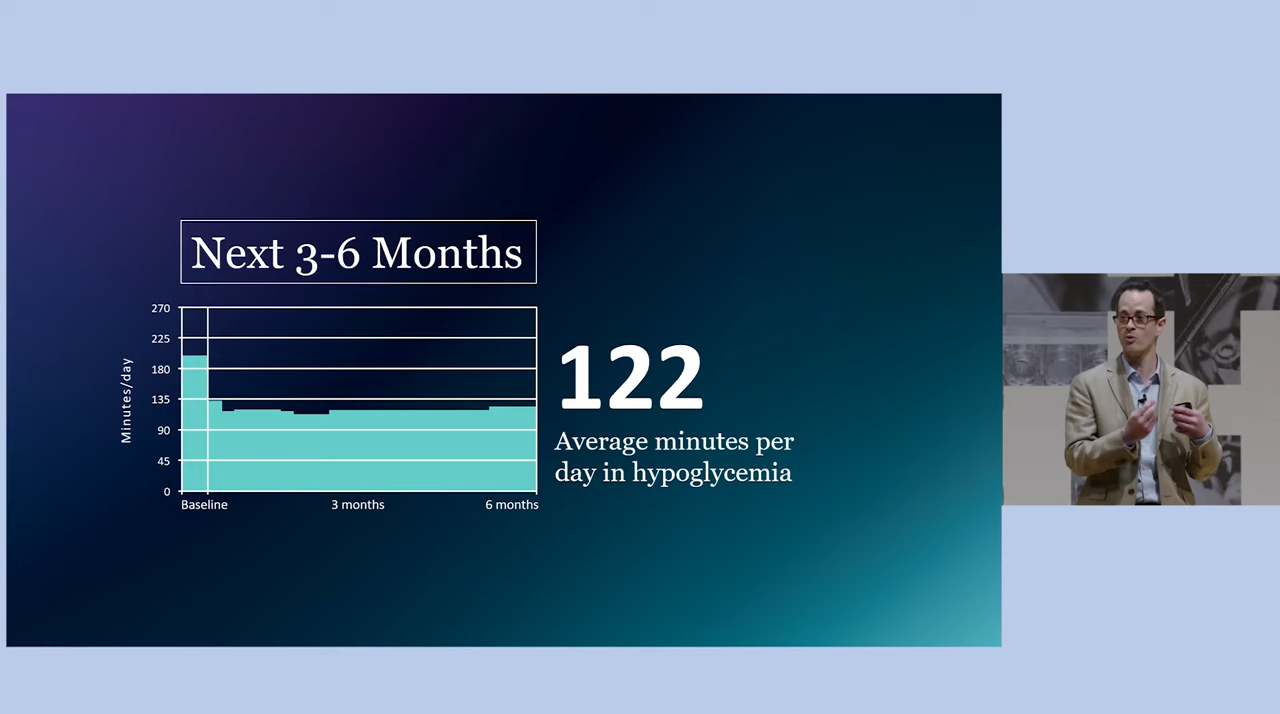 Next 3-6 Months
270
225
180
135
90
45
0
Minutes/day
Baseline
3 months
6 months
122
Average minutes per
day in hypoglycemia